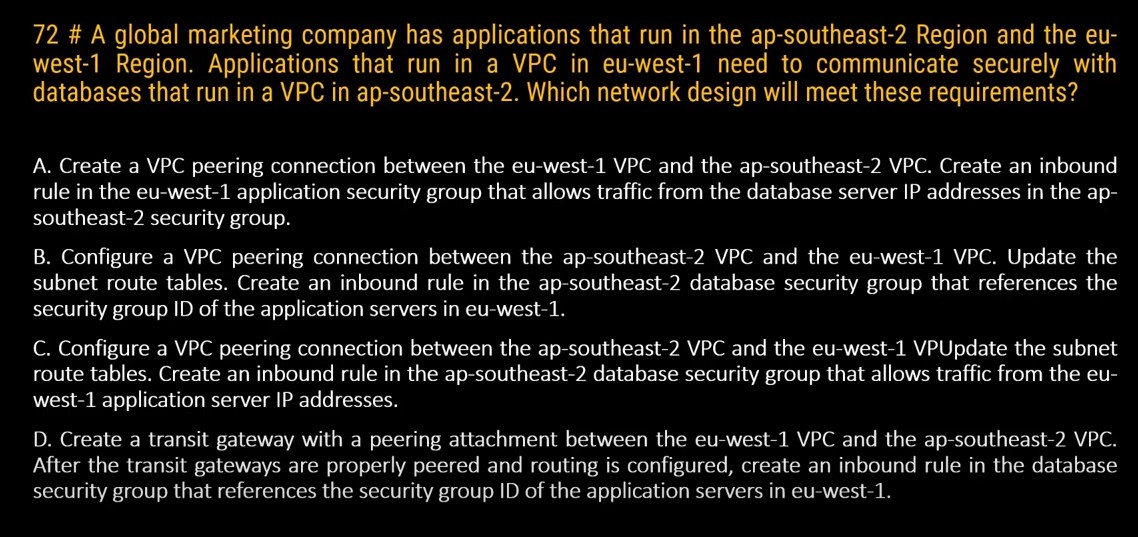 72 # A global marketing company has applications that run in the ap-southeast-2 Region and the eu-
west-1 Region. Applications that run in a VPC in eu-west-1 need to communicate securely with
databases that run in a VPC in ap-southeast-2. Which network design will meet these requirements?
A. Create a VPC peering connection between the eu-west-1 VPC and the ap-southeast-2 VPC. Create an inbound
rule in the eu-west-1 application security group that allows traffic from the database server IP addresses in the ap-
southeast-2 security group.
B. Configure a VPC peering connection between the ap-southeast-2 VPC and the eu-west-1 VPC. Update the
subnet route tables. Create an inbound rule in the ap-southeast-2 database security group that references the
security group ID of the application servers in eu-west-1.
C. Configure a VPC peering connection between the ap-southeast-2 VPC and the eu-west-1 VPUpdate the subnet
route tables. Create an inbound rule in the ap-southeast-2 database security group that allows traffic from the eu-
west-1 application server IP addresses.
D. Create a transit gateway with a peering attachment between the eu-west-1 VPC and the ap-southeast-2 VPC.
After the transit gateways are properly peered and routing is configured, create an inbound rule in the database
security group that references the security group ID of the application servers in eu-west-1.